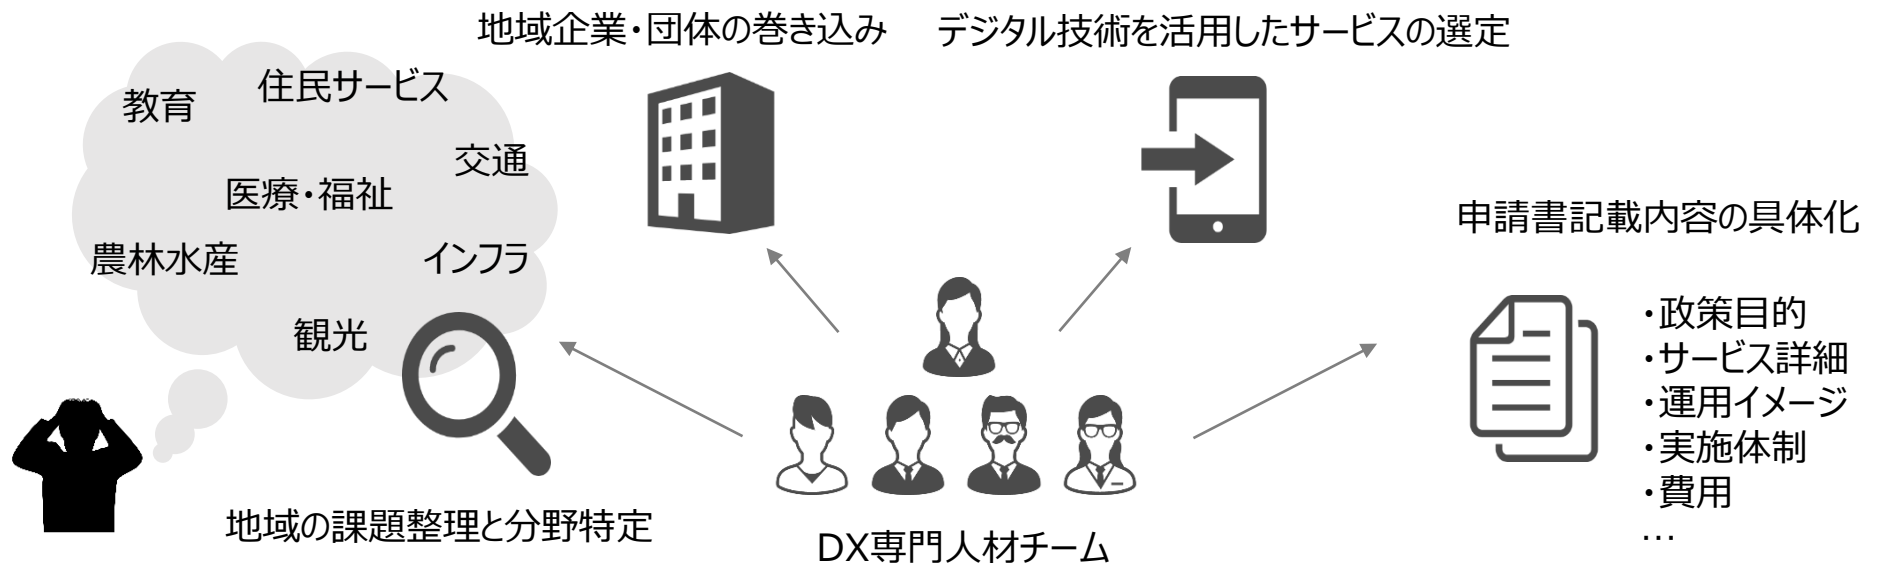 地域企業・団体の巻き込み
デジタル技術を活用したサービスの選定
教育
住民サービス
交通
医療・福祉
農林水産
インフラ
観光
地域の課題整理と分野特定
DX専門人材チーム
申請書記載内容の具体化
・政策目的
・サービス詳細
・運用イメージ
・実施体制
・費用
…